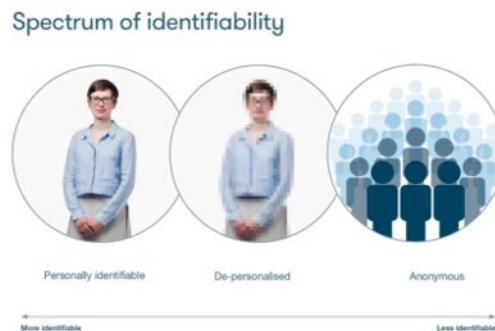 Spectrum of identifiability
Personally identifiable
De-personalised
Anonymous
More identifiable
Less identifiable